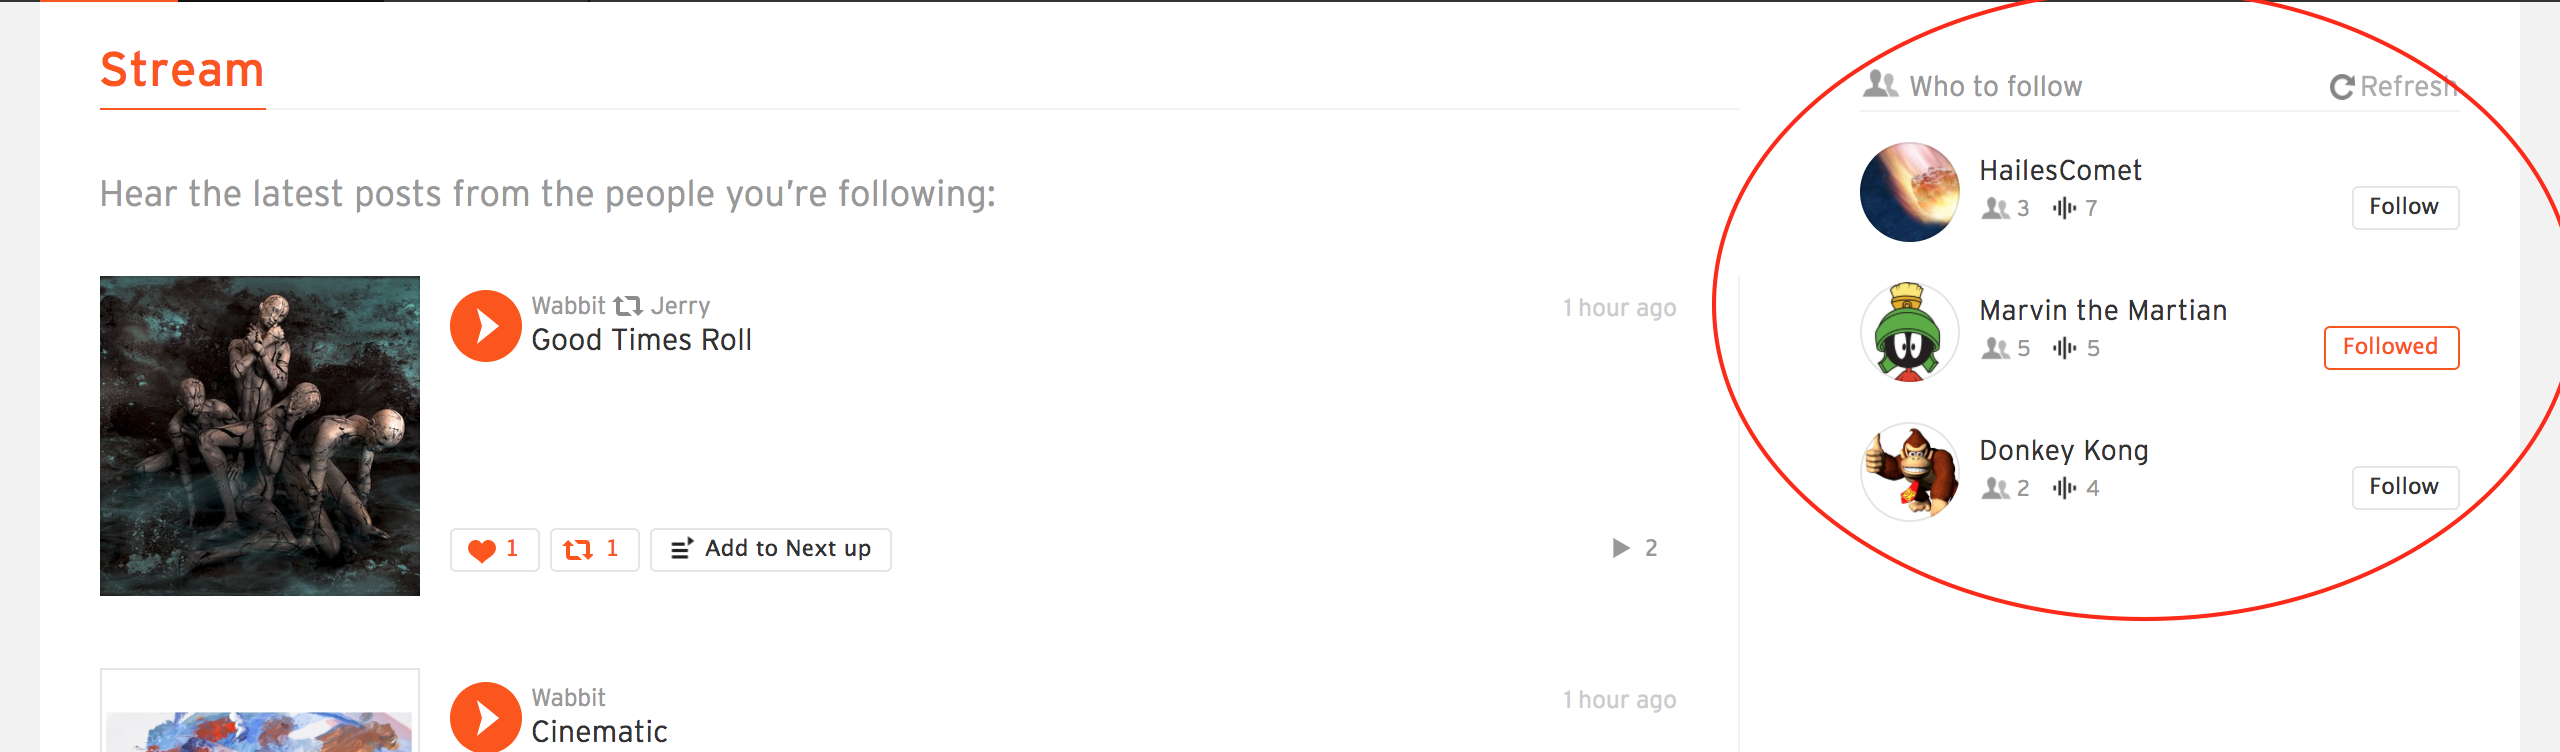 Stream
Hear the latest posts from the people you're following:
Wabbit Jerry
Good Times Roll
1 hour ago
1
1
Add to Next up
2
Wabbit
Cinematic
1 hour ago
Who to follow
Refresh
HailesComet
3 7
Follow
Marvin the Martian
5 5
Followed
Donkey Kong
2 4
Follow